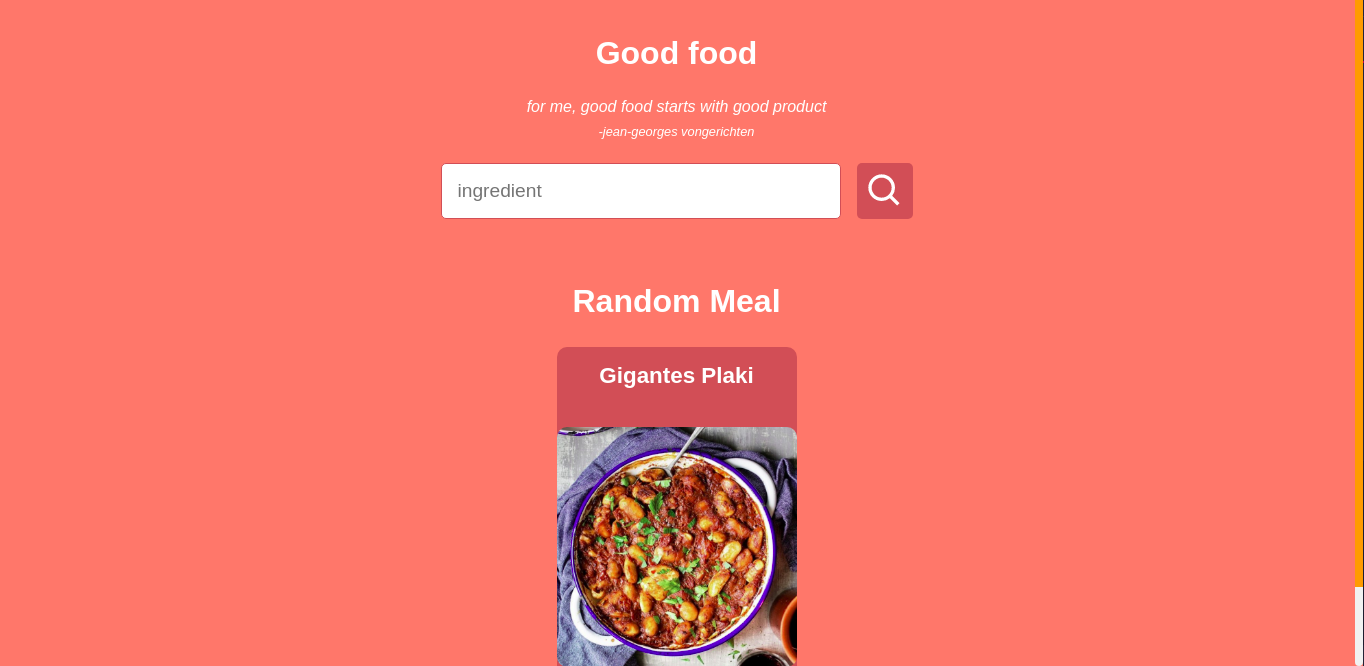 Good food
for me, good food starts with good product
-jean-georges vongerichten
ingredient
Random Meal
Gigantes Plaki